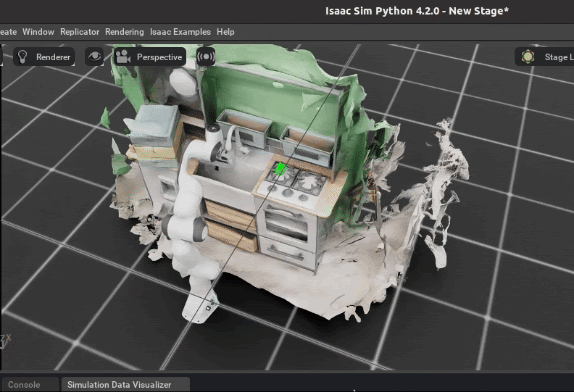 Isaac Sim Python 4.2.0 - New Stage*
eate Window Replicator Rendering Isaac Examples Help
Renderer Perspective Stage L
ZX
Console Simulation Data Visualizer